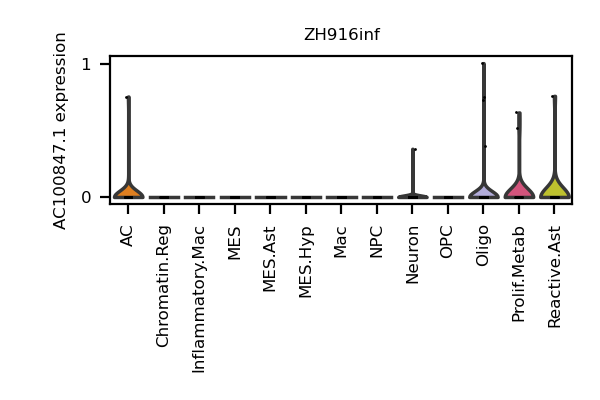 ZH916inf
AC100847.1 expression
1
0
AC
Chromatin.Reg
Inflammatory.Mac
MES
MES.Ast
MES.Hyp
Mac
NPC
Neuron
OPC
Oligo
Prolif.Metab
Reactive.Ast